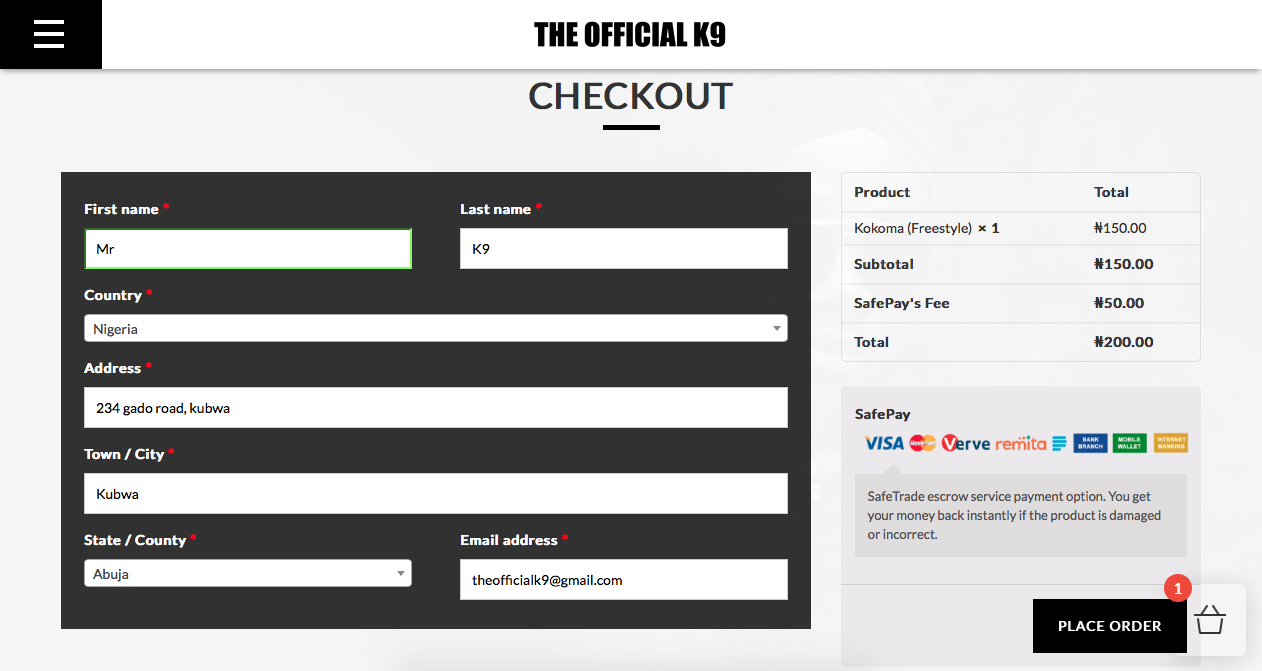 THE OFFICIAL K9
CHECKOUT
First name *
Last name *
Mr
K9
Country *
Nigeria
Address *
234 gado road, kubwa
Town / City *
Kubwa
State / County *
Email address *
Abuja
theofficialk9@gmail.com
Product Total
Kokoma (Freestyle) × 1 ₦150.00
Subtotal ₦150.00
SafePay's Fee ₦50.00
Total ₦200.00
SafePay
VISA MasterCard Verve remita BANK BRANCH MOBILE WALLET INTERNET BANKING
SafeTrade escrow service payment option. You get
your money back instantly if the product is damaged
or incorrect.
1
PLACE ORDER